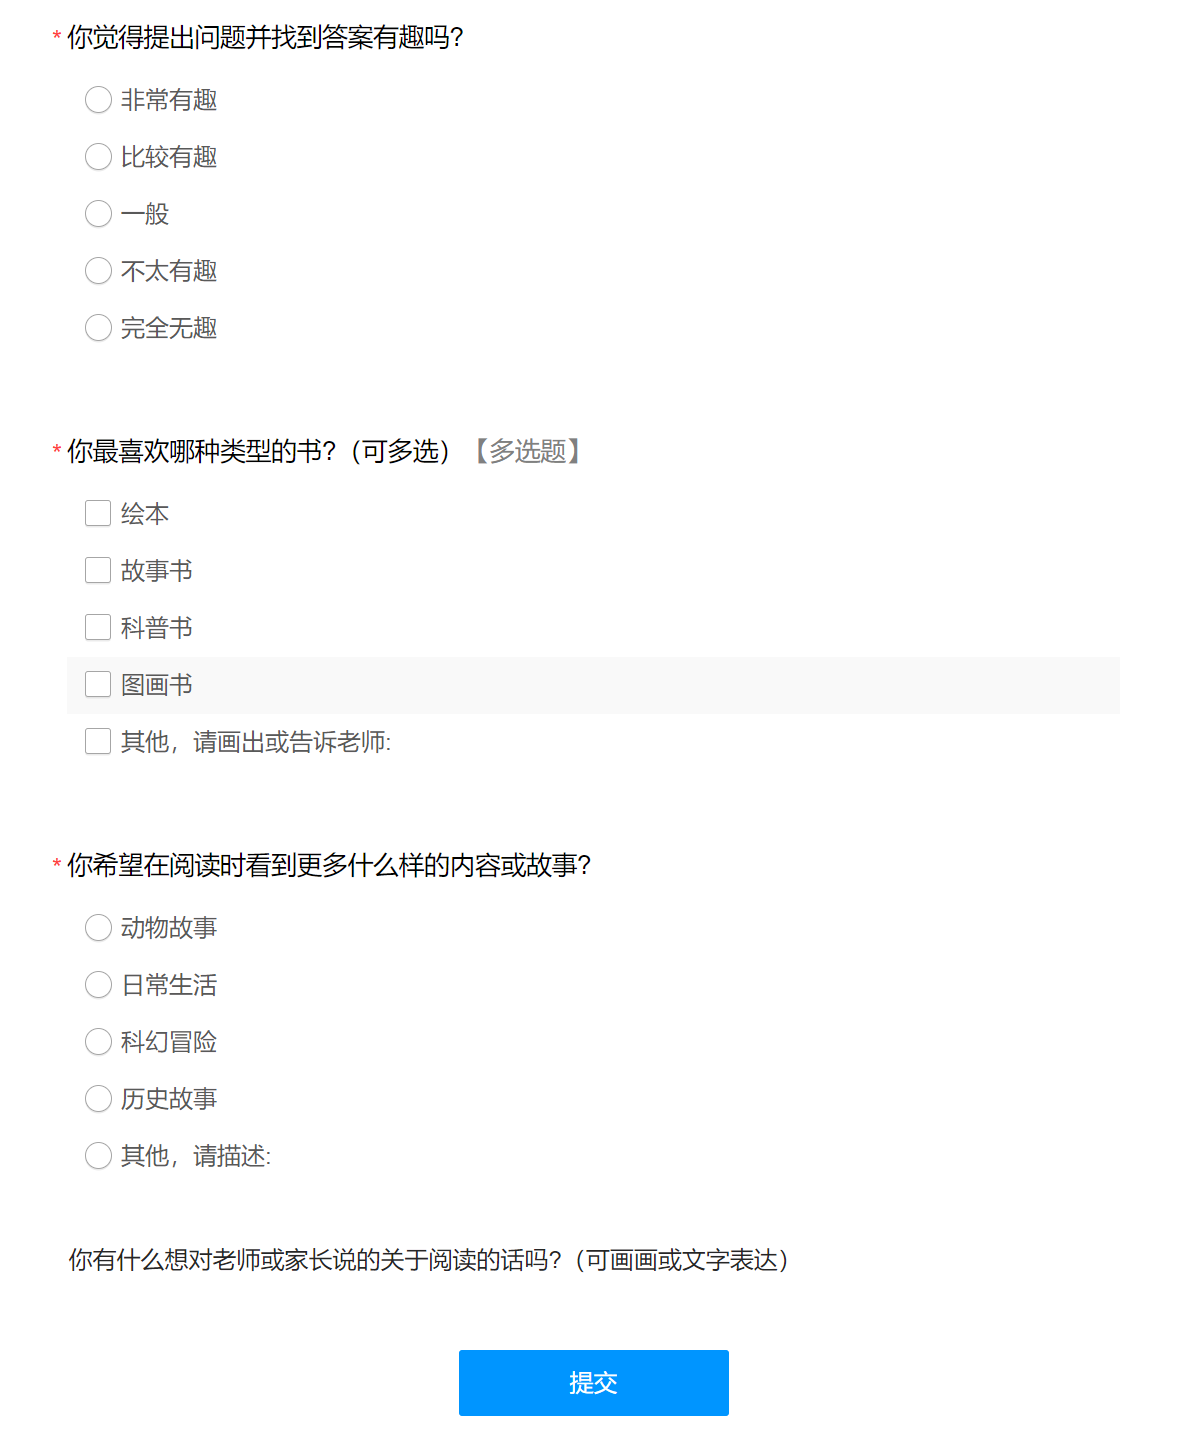 * 你觉得提出问题并找到答案有趣吗?
非常有趣
比较有趣
一般
不太有趣
完全无趣
* 你最喜欢哪种类型的书?（可多选）【多选题】
绘本
故事书
科普书
图画书
其他，请画出或告诉老师:
* 你希望在阅读时看到更多什么样的内容或故事?
动物故事
日常生活
科幻冒险
历史故事
其他，请描述:
你有什么想对老师或家长说的关于阅读的话吗?（可画画或文字表达）
提交